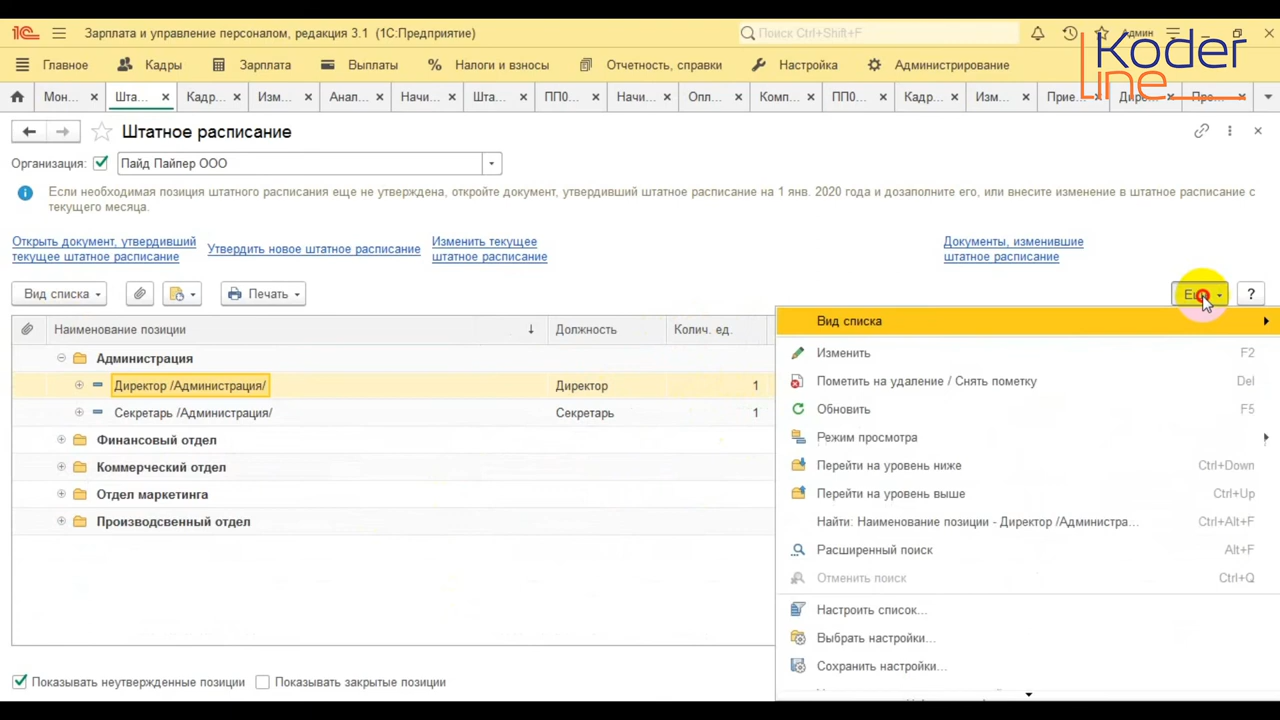 Зарплата и управление персоналом, редакция 3.1 (1С:Предприятие)
Поиск Ctrl+Shift+F
Админ
Koder
line
Главное
Кадры
Зарплата
Выплаты
Налоги и взносы
Отчетность, справки
Настройка
Администрирование
Мон...
Шта...
Кадр...
Изм...
Анал...
Начи...
Шта...
ПП0...
Начи...
Опл...
Комп...
ПП0...
Кадр...
Изм...
Прие...
Штатное расписание
Организация:
Пайд Пайпер ООО
Если необходимая позиция штатного расписания еще не утверждена, откройте документ, утвердивший штатное расписание на 1 янв. 2020 года и дозаполните его, или внесите изменение в штатное расписание с
текущего месяца.
Открыть документ, утвердивший
текущее штатное расписание
Утвердить новое штатное расписание
Изменить текущее
штатное расписание
Документы, изменившие
штатное расписание
Вид списка
Печать
?
Наименование позиции
Должность
Колич. ед.
Администрация
Директор /Администрация/
Директор
1
Секретарь /Администрация/
Секретарь
1
Финансовый отдел
Коммерческий отдел
Отдел маркетинга
Произвoдсвенный отдел
Вид списка
Изменить
F2
Пометить на удаление / Снять пометку
Del
Обновить
F5
Режим просмотра
Перейти на уровень ниже
Ctrl+Down
Перейти на уровень выше
Ctrl+Up
Найти: Наименование позиции - Директор /Администра...
Ctrl+Alt+F
Расширенный поиск
Alt+F
Отменить поиск
Ctrl+Q
Настроить список...
Выбрать настройки...
Сохранить настройки...
Показывать неутвержденные позиции
Показывать закрытые позиции